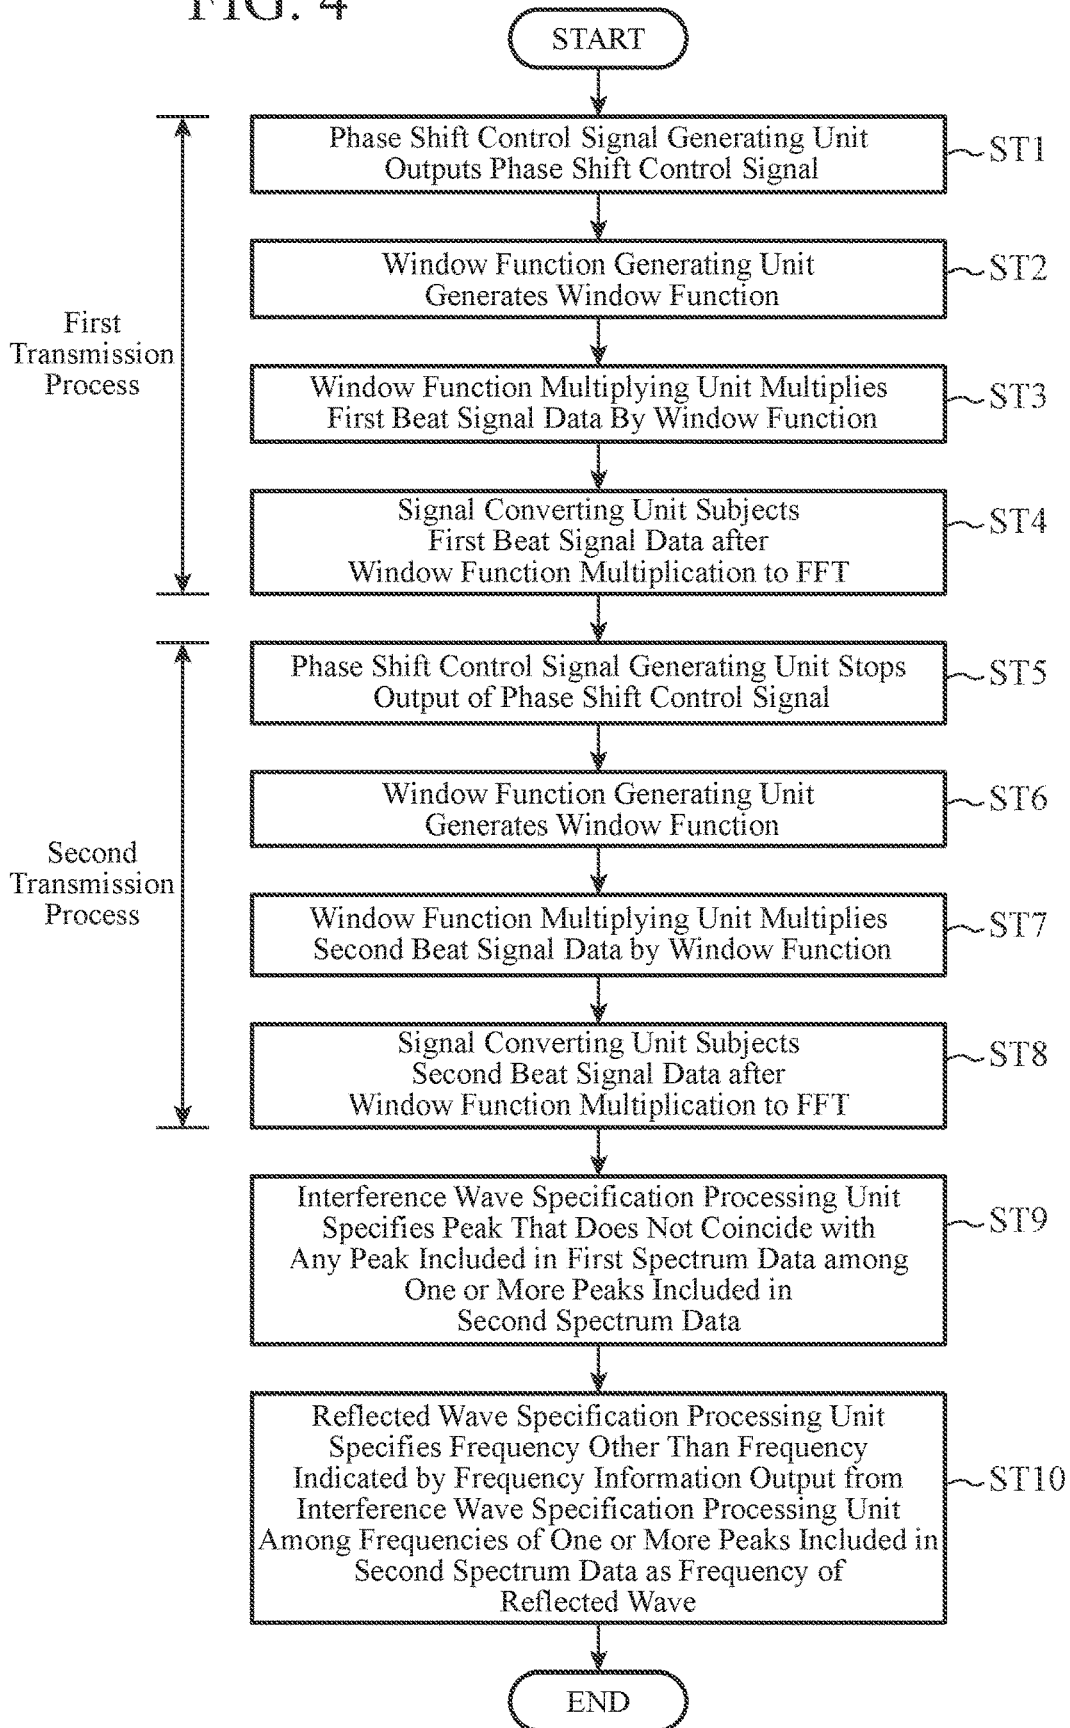 FIG. 4
START
Phase Shift Control Signal Generating Unit
Outputs Phase Shift Control Signal
ST1
Window Function Generating Unit
Generates Window Function
ST2
First
Transmission
Process
Window Function Multiplying Unit Multiplies
First Beat Signal Data By Window Function
ST3
Signal Converting Unit Subjects
First Beat Signal Data after
Window Function Multiplication to FFT
ST4
Phase Shift Control Signal Generating Unit Stops
Output of Phase Shift Control Signal
ST5
Window Function Generating Unit
Generates Window Function
ST6
Second
Transmission
Process
Window Function Multiplying Unit Multiplies
Second Beat Signal Data by Window Function
ST7
Signal Converting Unit Subjects
Second Beat Signal Data after
Window Function Multiplication to FFT
ST8
Interference Wave Specification Processing Unit
Specifies Peak That Does Not Coincide with
Any Peak Included in First Spectrum Data among
One or More Peaks Included in
Second Spectrum Data
ST9
Reflected Wave Specification Processing Unit
Specifies Frequency Other Than Frequency
Indicated by Frequency Information Output from
Interference Wave Specification Processing Unit
Among Frequencies of One or More Peaks Included in
Second Spectrum Data as Frequency of
Reflected Wave
ST10
END